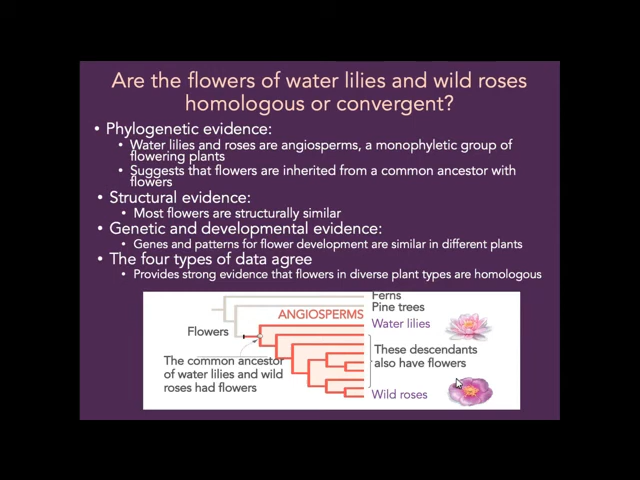 Are the flowers of water lilies and wild roses
homologous or convergent?
• Phylogenetic evidence:
• Water lilies and roses are angiosperms, a monophyletic group of
flowering plants
• Suggests that flowers are inherited from a common ancestor with
flowers
• Structural evidence:
• Most flowers are structurally similar
• Genetic and developmental evidence:
• Genes and patterns for flower development are similar in different plants
• The four types of data agree
• Provides strong evidence that flowers in diverse plant types are homologous
Ferns
Pine trees
ANGIOSPERMS
Water lilies
Flowers
These descendants
also have flowers
The common ancestor
of water lilies and wild
roses had flowers
Wild roses